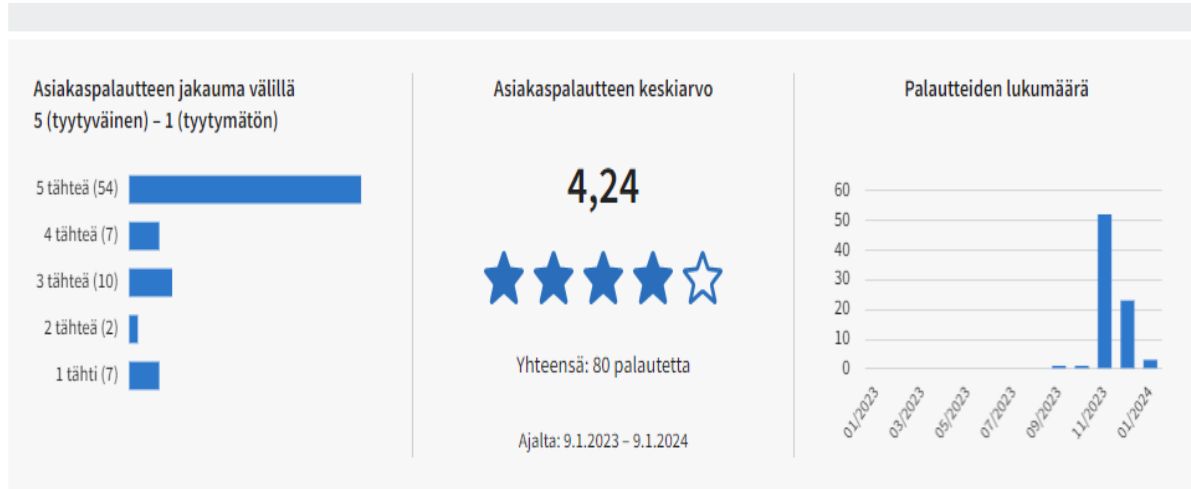 Asiakaspalautteen jakauma välillä
5 (tyytyväinen) – 1 (tyytymätön)
5 tähteä (54)
4 tähteä (7)
3 tähteä (10)
2 tähteä (2)
1 tähti (7)
Asiakaspalautteen keskiarvo
4,24
Yhteensä: 80 palautetta
Ajalta: 9.1.2023 – 9.1.2024
Palautteiden lukumäärä
60
50
40
30
20
10
0
01/2023
03/2023
05/2023
07/2023
09/2023
11/2023
01/2024